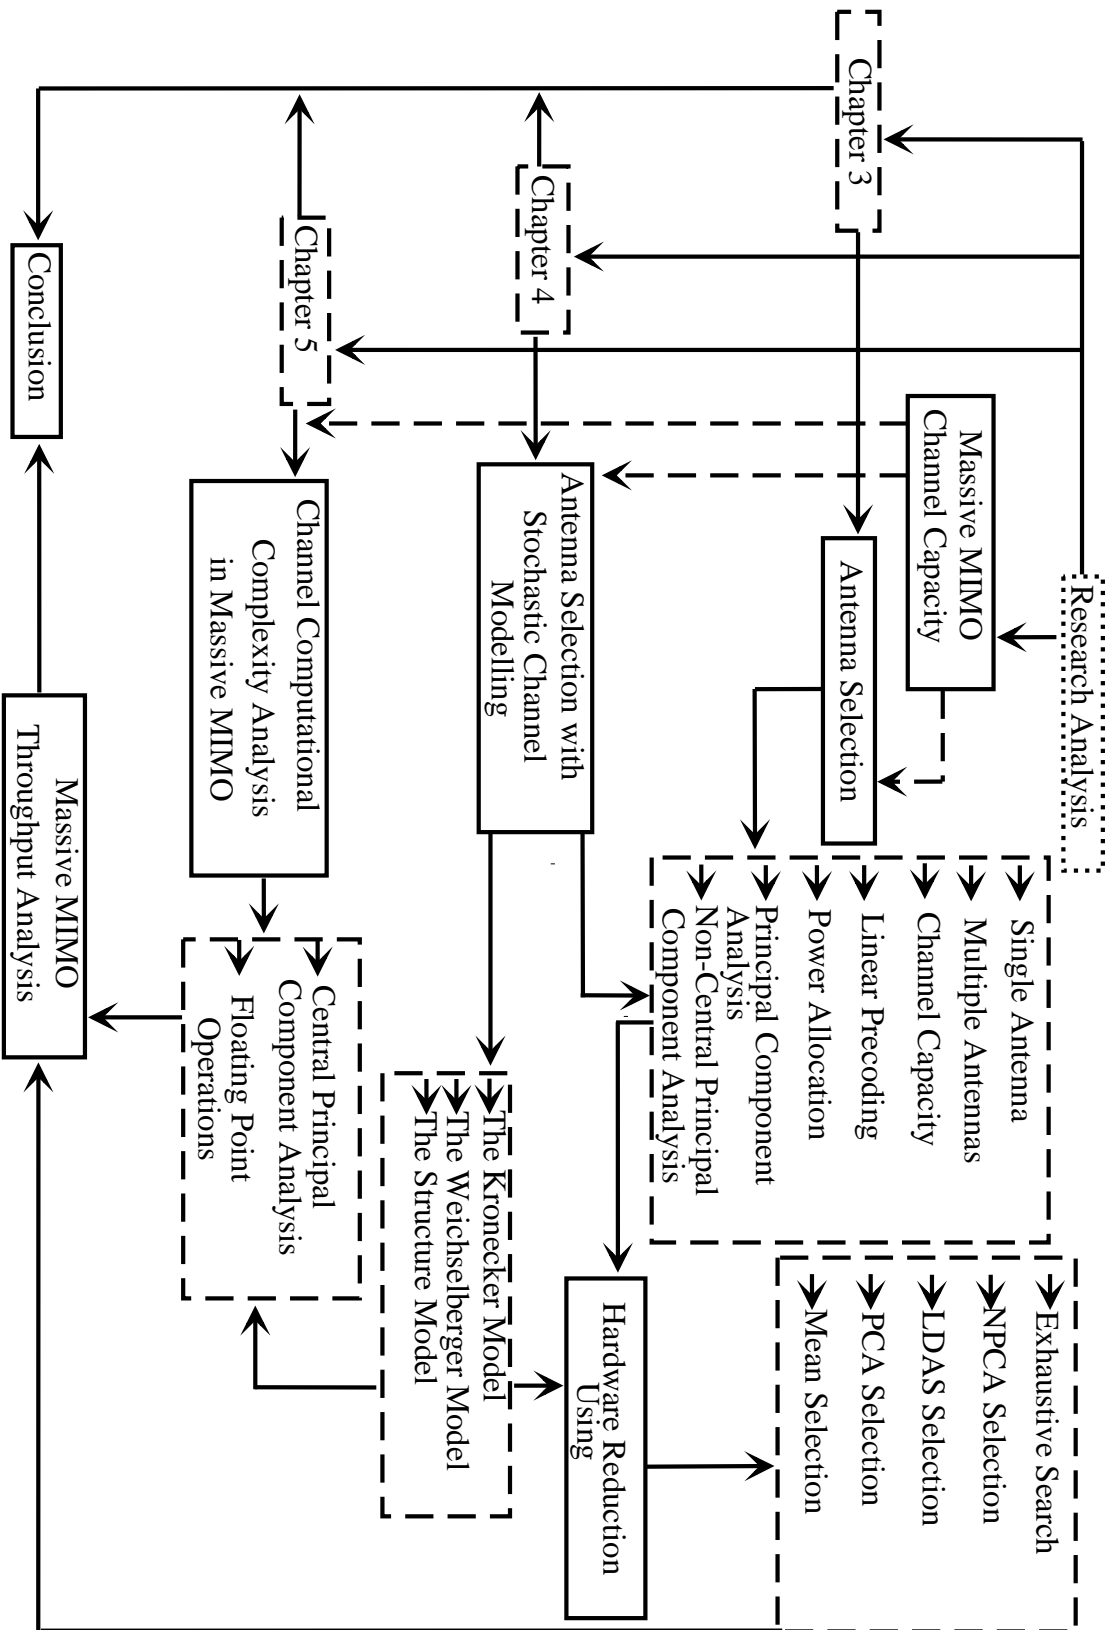 Research Analysis
Massive MIMO
Channel Capacity
Chapter 3
Antenna Selection
Single Antenna
Multiple Antennas
Channel Capacity
Linear Precoding
Power Allocation
Principal Component
Analysis
Non-Central Principal
Component Analysis
Exhaustive Search
NPCA Selection
LDAS Selection
PCA Selection
Mean Selection
Chapter 4
Antenna Selection with
Stochastic Channel
Modelling
Hardware Reduction
Using
The Kronecker Model
The Weichselberger Model
The Structure Model
Chapter 5
Channel Computational
Complexity Analysis
in Massive MIMO
Central Principal
Component Analysis
Floating Point
Operations
Conclusion
Massive MIMO
Throughput Analysis